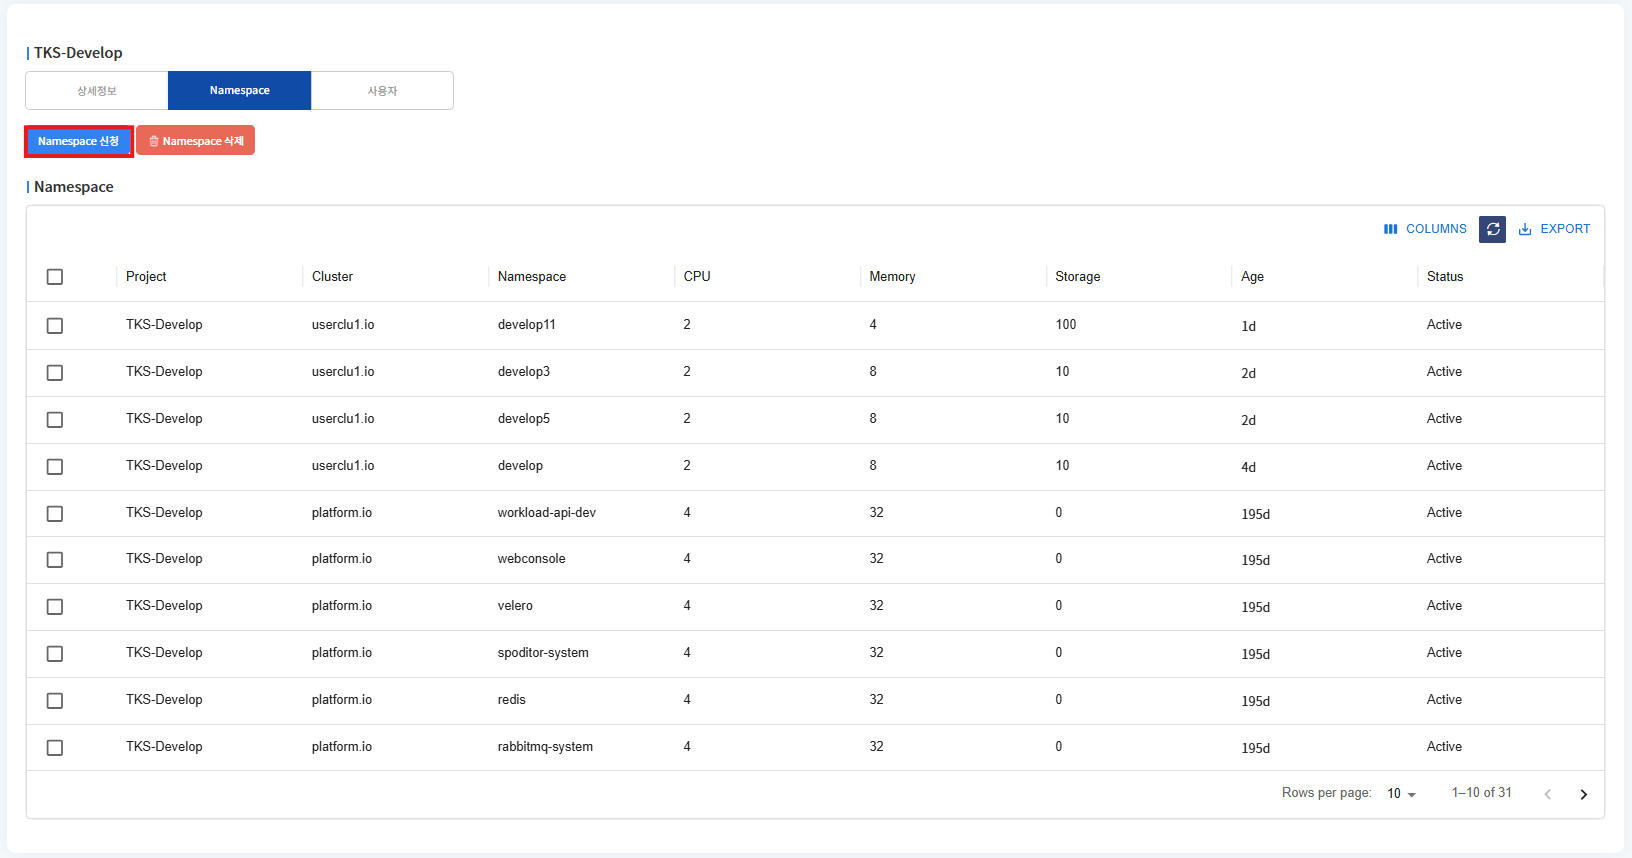 TKS-Develop
상세정보 Namespace 사용자
Namespace 신청 Namespace 삭제
Namespace
COLUMNS EXPORT
Project Cluster Namespace CPU Memory Storage Age Status
TKS-Develop userclu1.io develop11 2 4 100 1d Active
TKS-Develop userclu1.io develop3 2 8 10 2d Active
TKS-Develop userclu1.io develop5 2 8 10 2d Active
TKS-Develop userclu1.io develop 2 8 10 4d Active
TKS-Develop platform.io workload-api-dev 4 32 0 195d Active
TKS-Develop platform.io webconsole 4 32 0 195d Active
TKS-Develop platform.io velero 4 32 0 195d Active
TKS-Develop platform.io spoditor-system 4 32 0 195d Active
TKS-Develop platform.io redis 4 32 0 195d Active
TKS-Develop platform.io rabbitmq-system 4 32 0 195d Active
Rows per page: 10 1–10 of 31